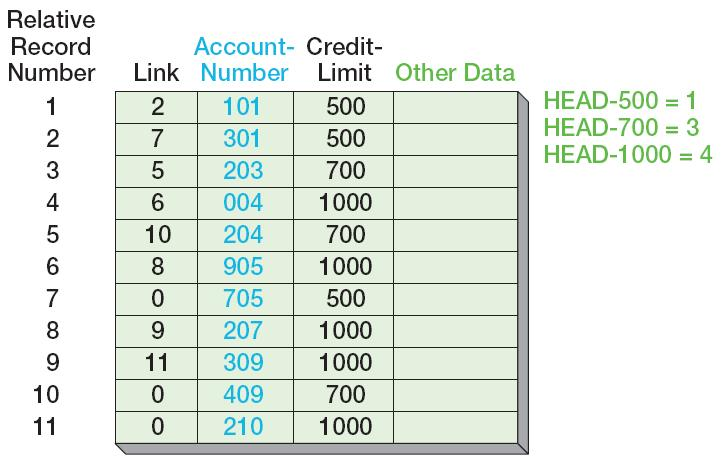 Relative
Record
Number Link Account-Number Credit-Limit Other Data
1 2 101 500
2 7 301 500
3 5 203 700
4 6 004 1000
5 10 204 700
6 8 905 1000
7 0 705 500
8 9 207 1000
9 11 309 1000
10 0 409 700
11 0 210 1000
HEAD-500 = 1
HEAD-700 = 3
HEAD-1000 = 4